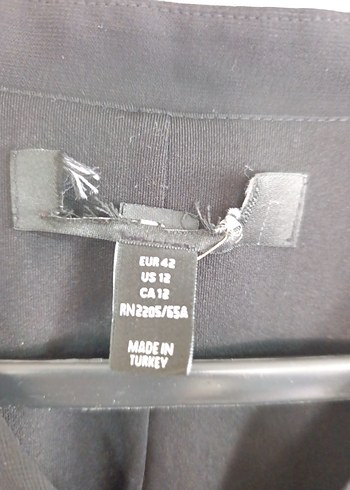 EUR 42
US 12
CA 12
RN 2205/65A
MADE IN
TURKEY